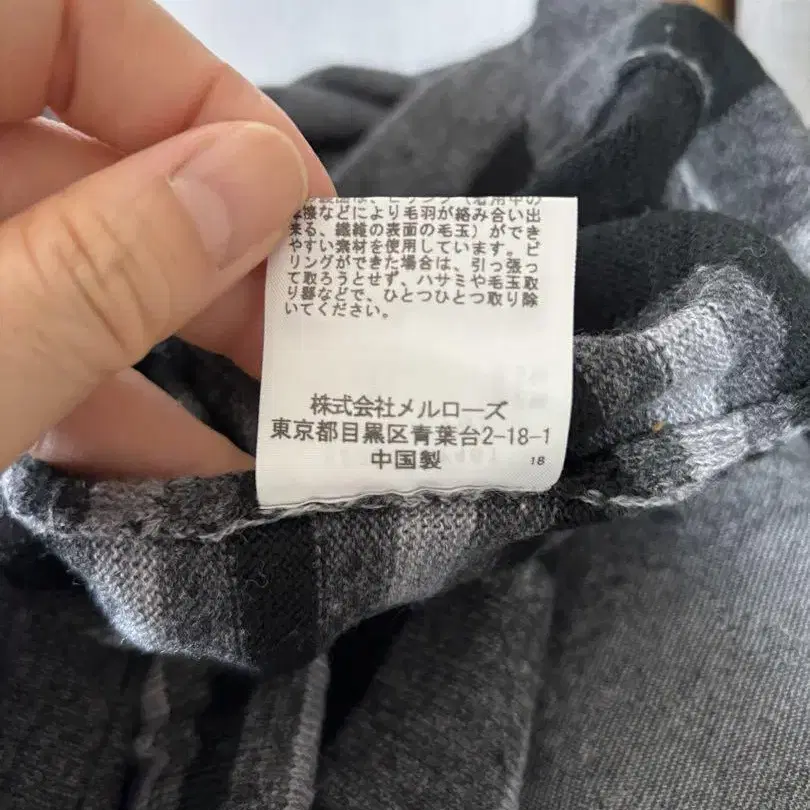 接などにより毛羽が絡み合い出
来る、繊維の表面の毛玉）ができ
やすい素材を使用しています。ピ
リングができた場合は、引っ張っ
て取ろうとせず、ハサミや毛玉取
り器などで、ひとつひとつ取り除
いてください。
株式会社メルローズ
東京都目黒区青葉台2-18-1
中国製
18